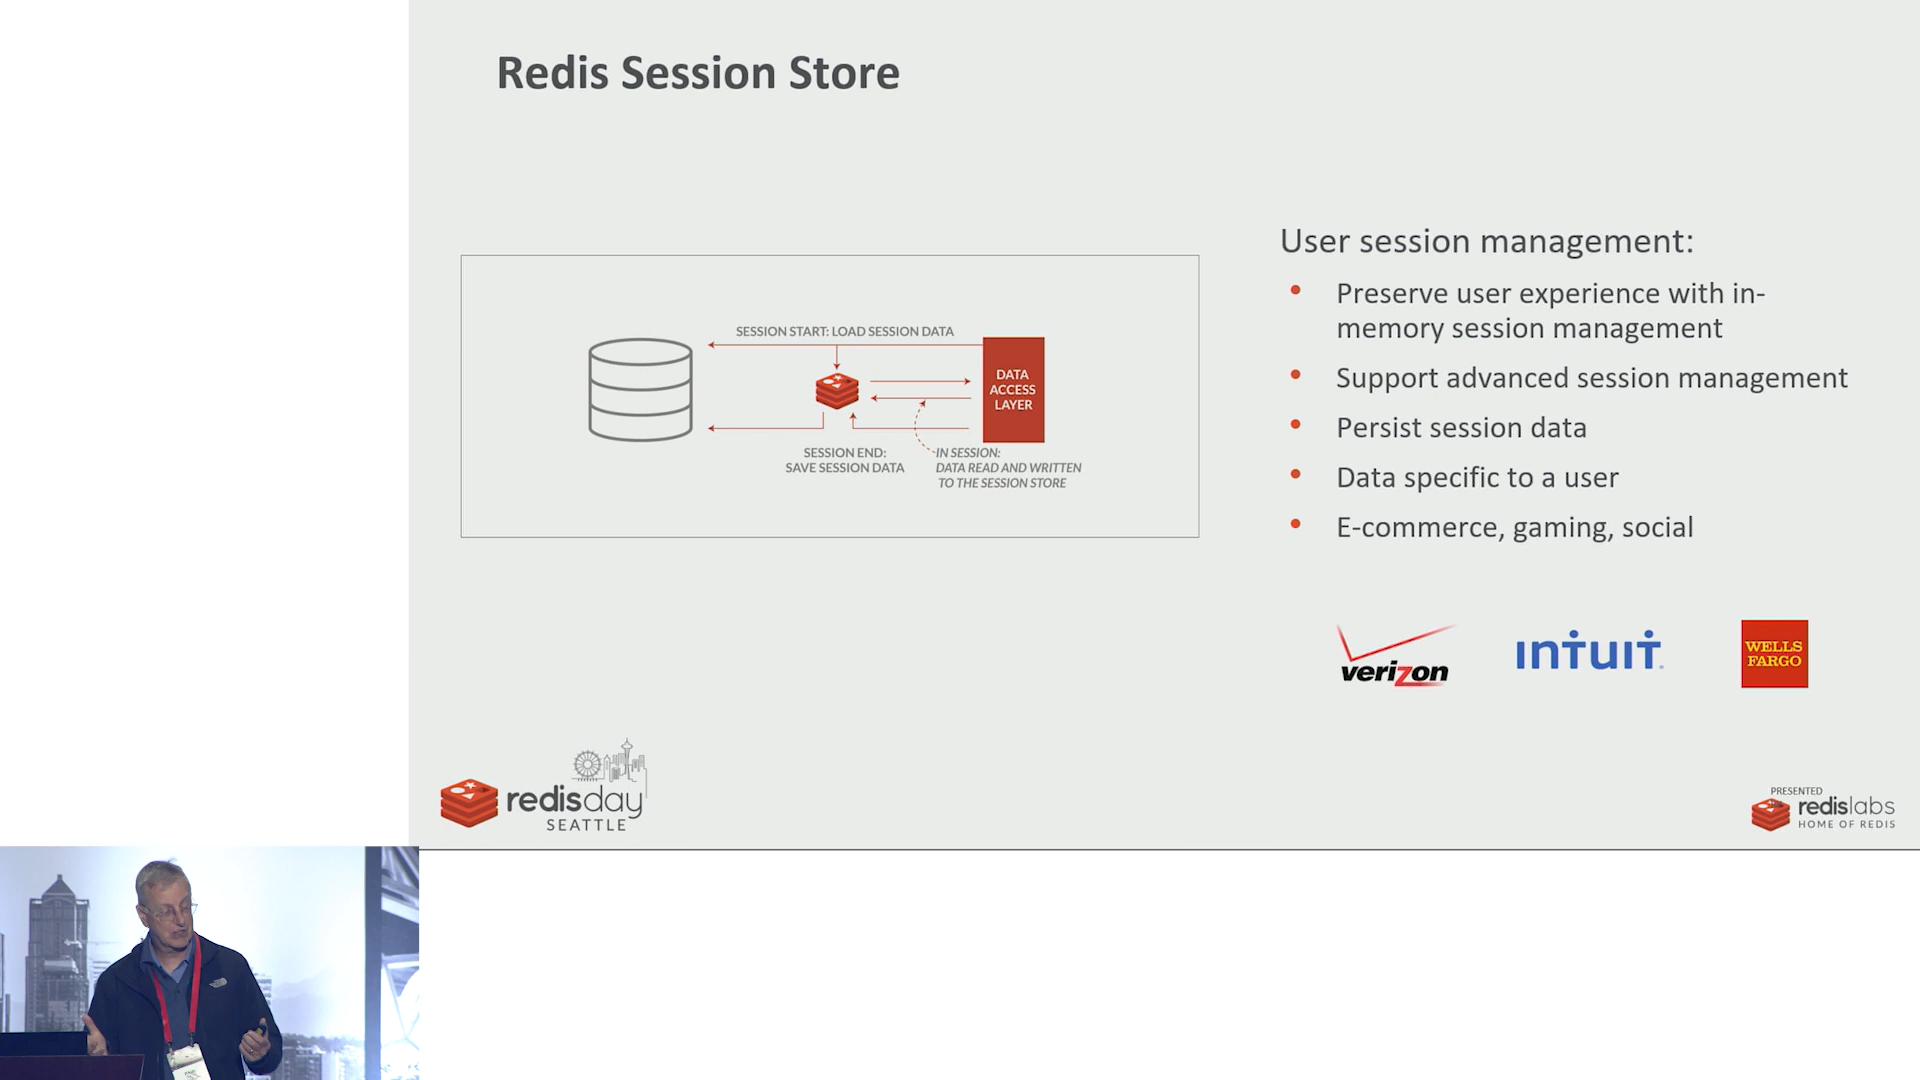 Redis Session Store
SESSION START: LOAD SESSION DATA
DATA
ACCESS
LAYER
SESSION END:
SAVE SESSION DATA
IN SESSION:
DATA READ AND WRITTEN
TO THE SESSION STORE
User session management:
• Preserve user experience with in-
memory session management
• Support advanced session management
• Persist session data
• Data specific to a user
• E-commerce, gaming, social
verizon
intuit
WELLS
FARGO
redisday
SEATTLE
PRESENTED
redislabs
HOME OF REDIS